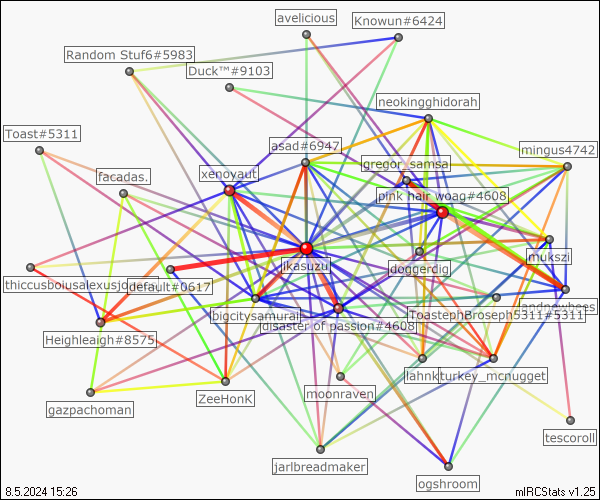 avelicious
Knowun#6424
Random Stuf6#5983
Duck™#9103
neokingghidorah
Toast#5311
asad#6947
gregor_samsa
mingus4742
facadas.
xenoyaut
pink hair woag#4608
ikasuzu
doggerdig
mukszi
thiccusboiusalexusjo
default#0617
bigcitysamurai
disaster of passion#4608
ToastephBroseph5311#5311
Heighleaigh#8575
lahnk
turkey_mcnugget
moonraven
ZeeHonK
gazpachoman
tescoroll
jarlbreadmaker
ogshroom
8.5.2024 15:26
mIRCStats v1.25